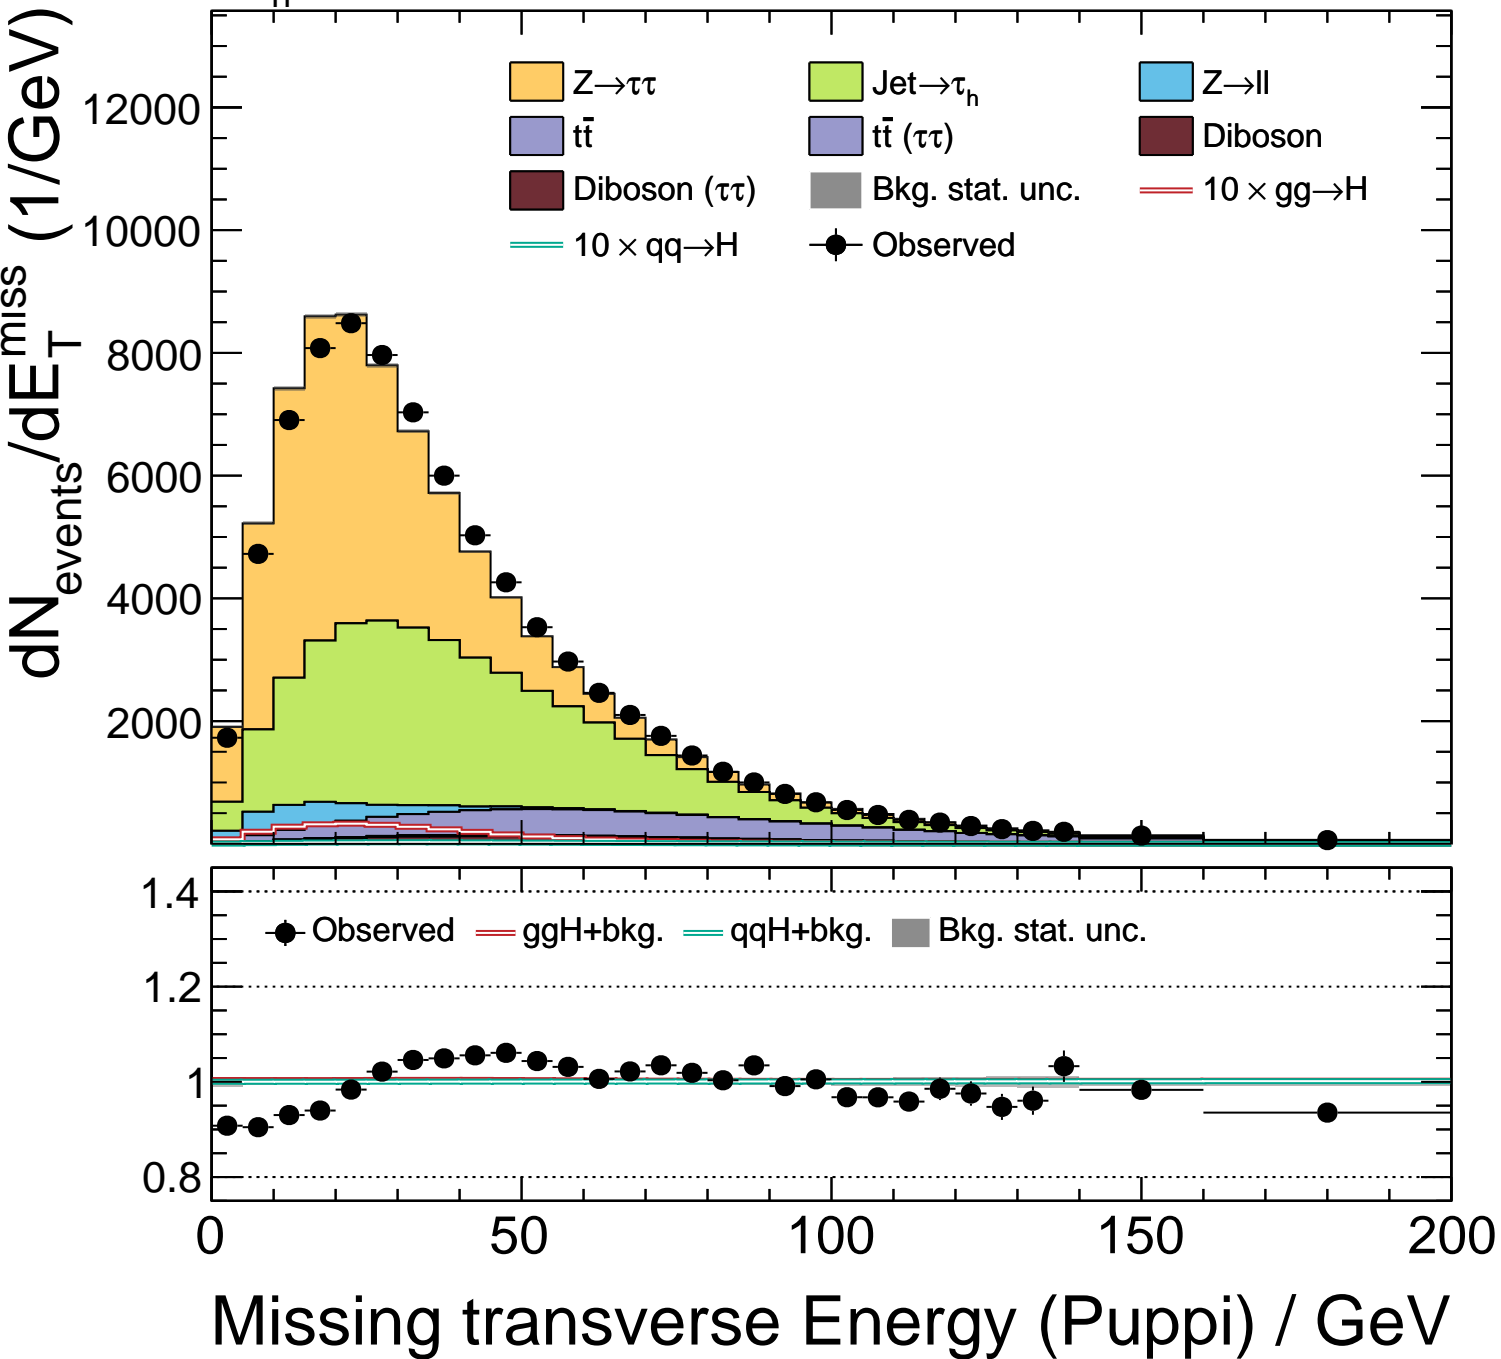 dN_events/dE_T^miss (1/GeV)
12000
10000
8000
6000
4000
2000
Z→ττ Jet→τ_h Z→ll
tt̄ tt̄ (ττ) Diboson
Diboson (ττ) Bkg. stat. unc. 10 × gg→H
10 × qq→H Observed
1.4
1.2
1
0.8
Observed ggH+bkg. qqH+bkg. Bkg. stat. unc.
0 50 100 150 200
Missing transverse Energy (Puppi) / GeV